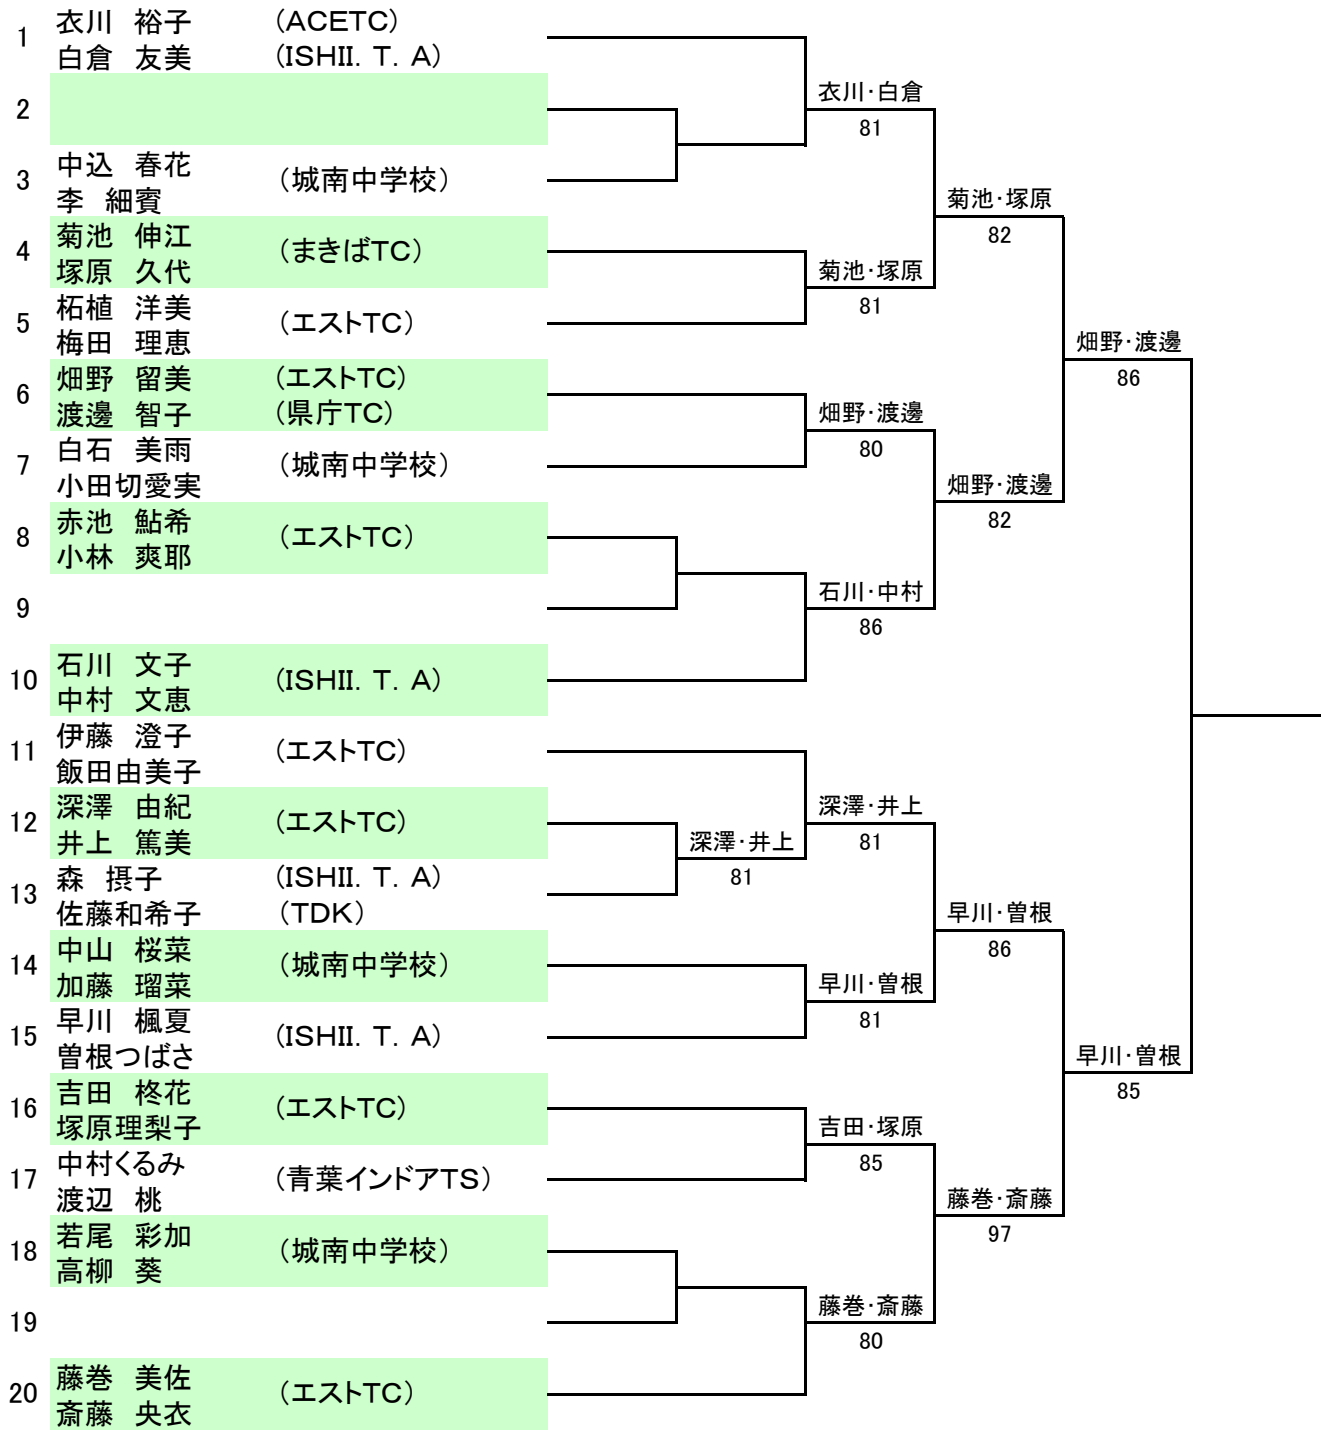 1 衣川 裕子 (ACETC)
白倉 友美 (ISHII. T. A)
2
3 中込 春花 (城南中学校)
李 細賓
4 菊池 伸江 (まきばTC)
塚原 久代
5 柘植 洋美 (エストTC)
梅田 理恵
6 畑野 留美 (エストTC)
渡邊 智子 (県庁TC)
7 白石 美雨 (城南中学校)
小田切愛実
8 赤池 鮎希 (エストTC)
小林 爽耶
9
10 石川 文子 (ISHII. T. A)
中村 文恵
11 伊藤 澄子 (エストTC)
飯田由美子
12 深澤 由紀 (エストTC)
井上 篤美
13 森 摂子 (ISHII. T. A)
佐藤和希子 (TDK)
14 中山 桜菜 (城南中学校)
加藤 瑠菜
15 早川 楓夏 (ISHII. T. A)
曽根つばさ
16 吉田 柊花 (エストTC)
塚原理梨子
17 中村くるみ (青葉インドアTS)
渡辺 桃
18 若尾 彩加 (城南中学校)
高柳 葵
19
20 藤巻 美佐 (エストTC)
斎藤 央衣
深澤・井上
81
衣川・白倉
81
菊池・塚原
81
畑野・渡邊
80
石川・中村
86
深澤・井上
81
早川・曽根
81
吉田・塚原
85
藤巻・斎藤
80
菊池・塚原
82
畑野・渡邊
82
早川・曽根
86
藤巻・斎藤
97
畑野・渡邊
86
早川・曽根
85